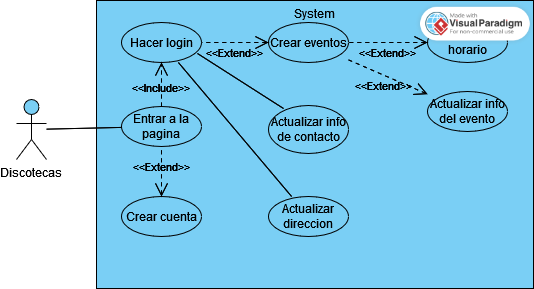 System
Made with
Visual Paradigm
For non-commercial use
Hacer login
<<Extend>>
Crear eventos
<<Extend>>
horario
<<Include>>
<<Extend>>
Actualizar info
del evento
Entrar a la
pagina
Actualizar info
de contacto
Discotecas
<<Extend>>
Crear cuenta
Actualizar
direccion